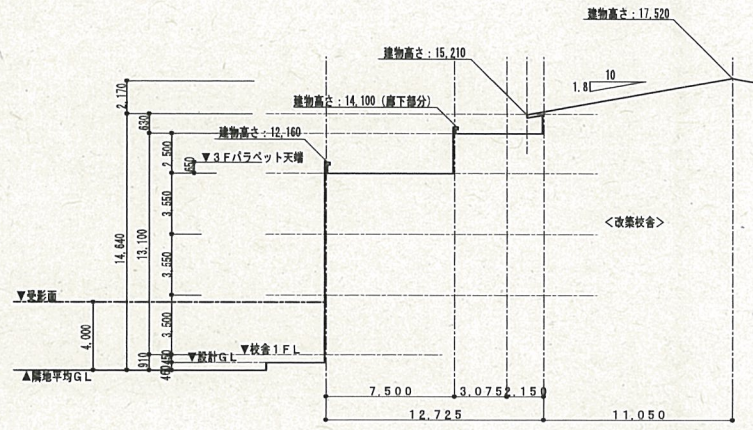 建物高さ：17,520
建物高さ：15,210
10
1.8
2,170
建物高さ：14,100（廊下部分）
630
建物高さ：12,160
▼3Fパラペット天端
2,500
650
3,550
＜改築校舎＞
14,640
13,100
3,550
▼受影面
4,000
3,500
▼校舎1FL
▼設計GL
910
450
460
▲隣地平均GL
7,500
3,075
2,150
12,725
11,050